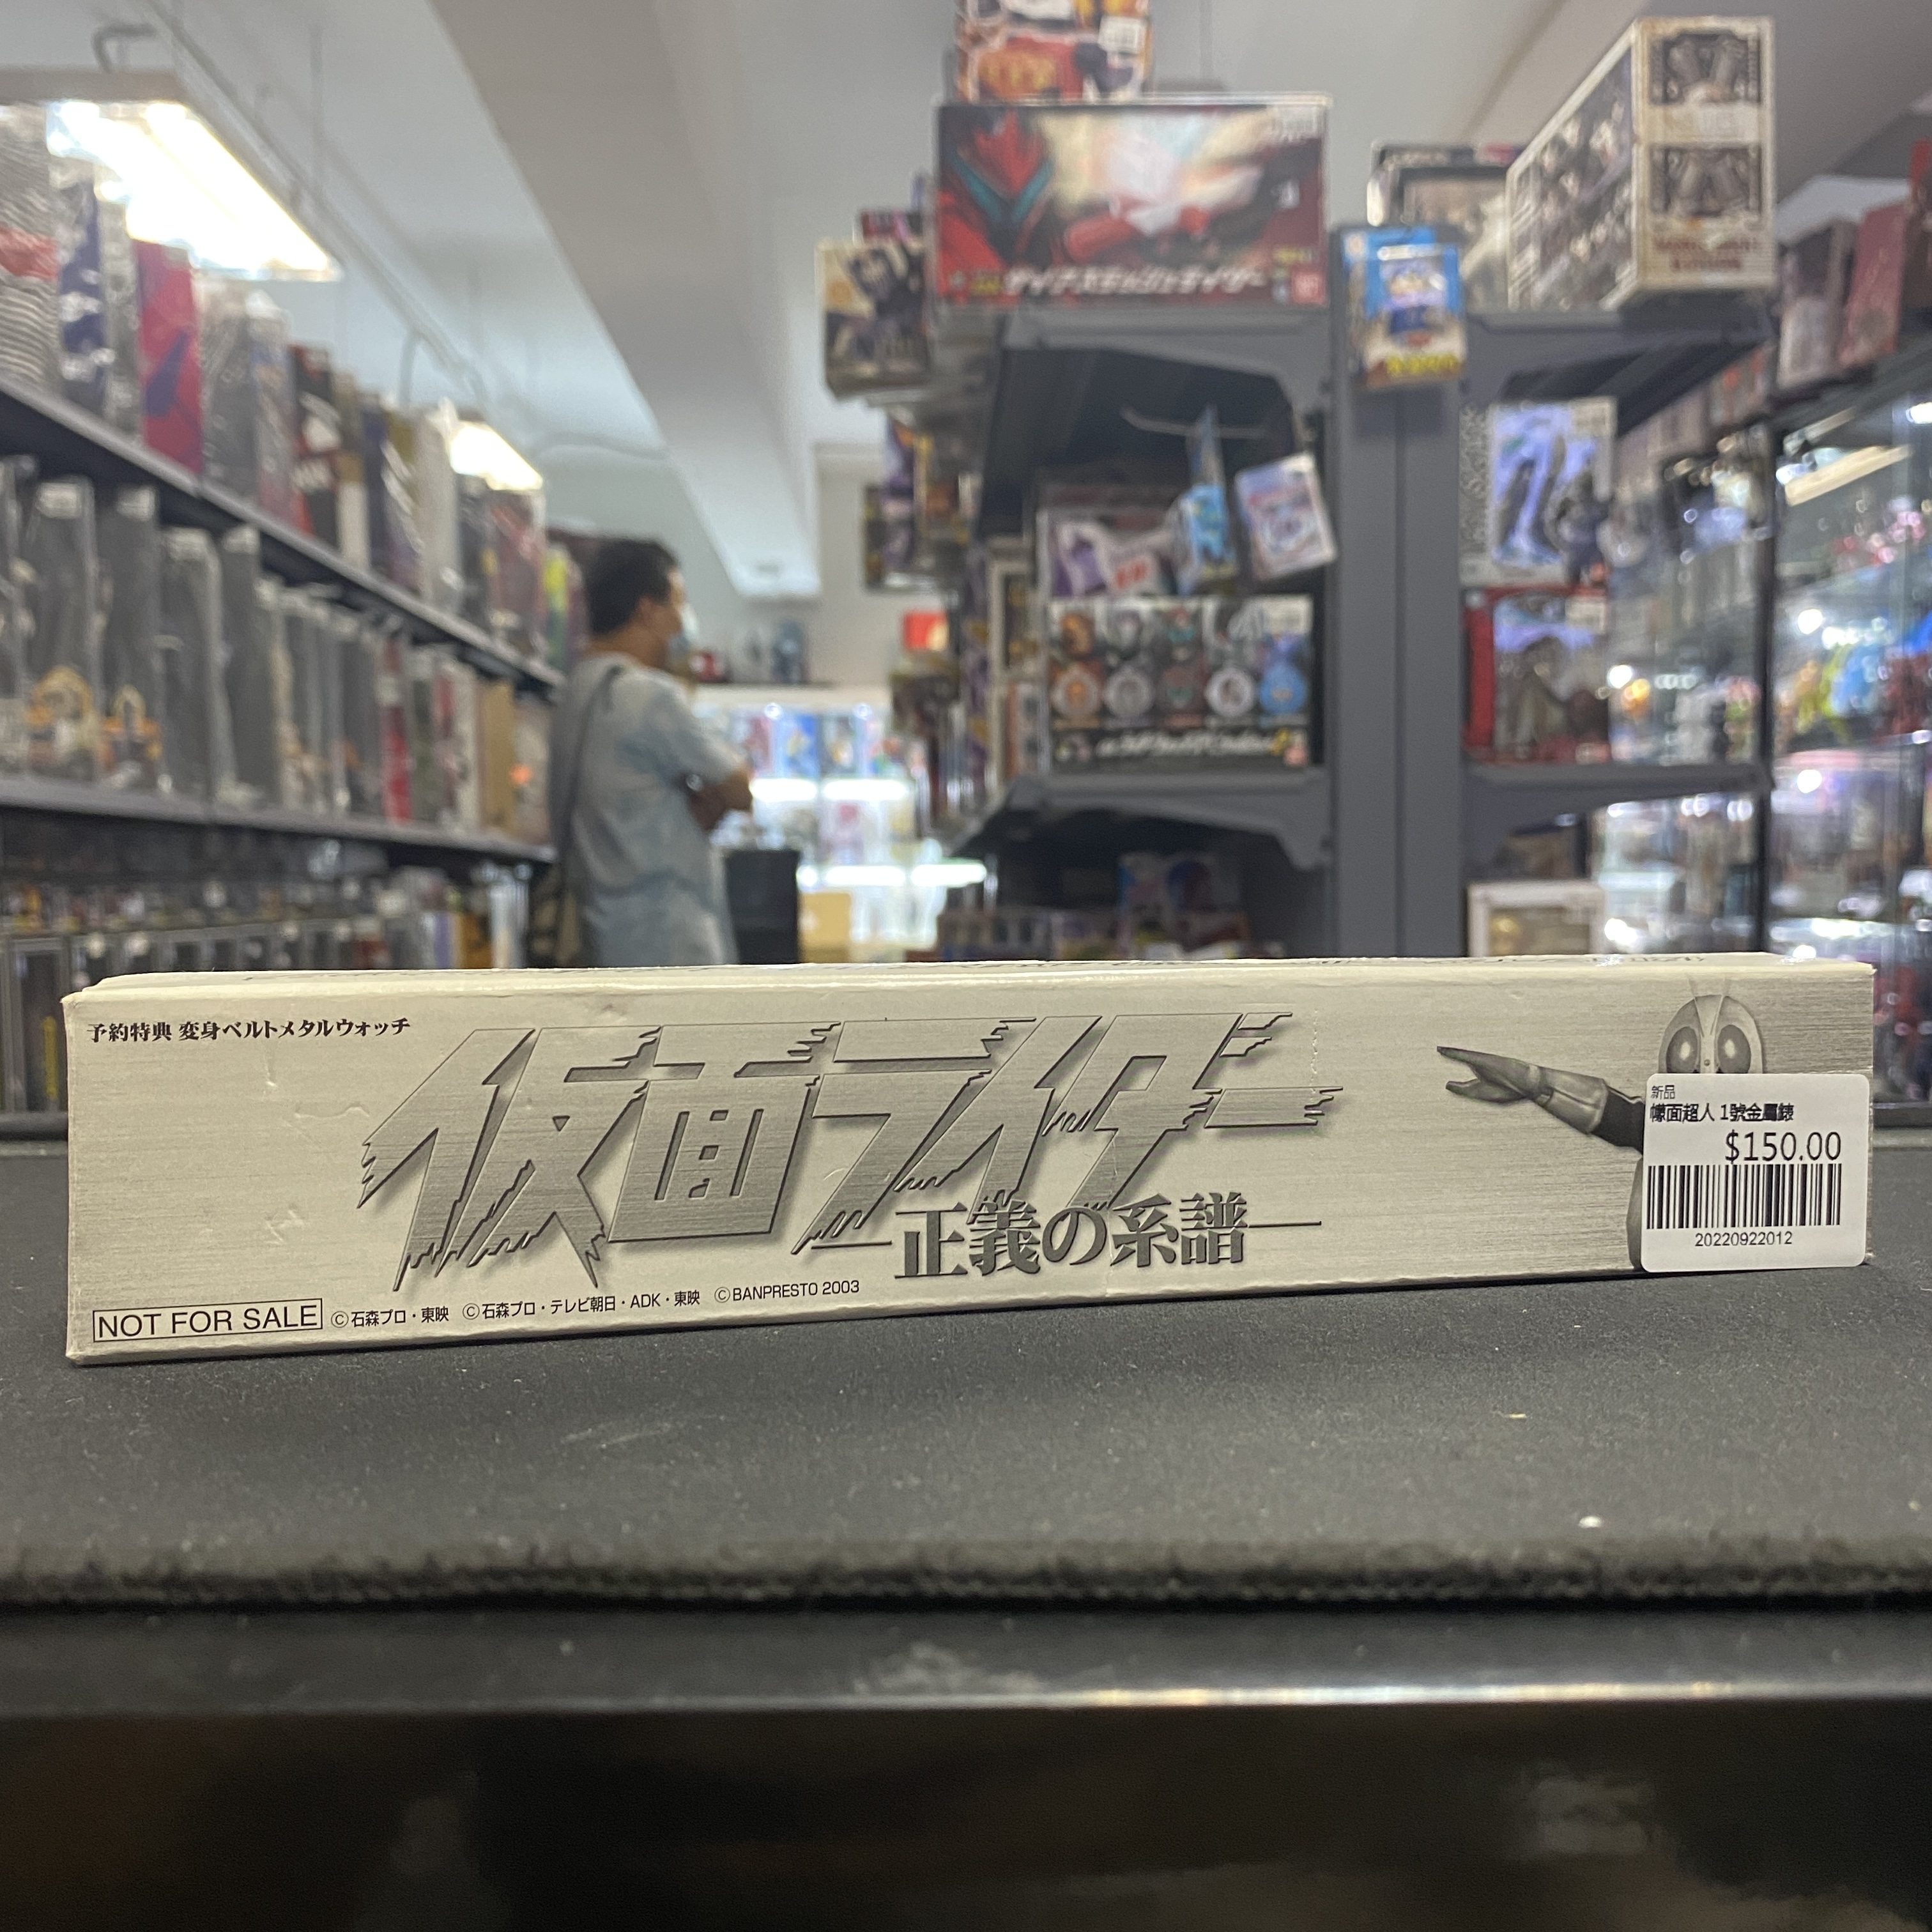 予約特典 変身ベルトメタルウォッチ
仮面ライダー
正義の系譜
NOT FOR SALE ©石森プロ・東映 ©石森プロ・テレビ朝日・ADK・東映 ©BANPRESTO 2003
新品
幪面超人 1號金屬錶
$150.00
20220922012